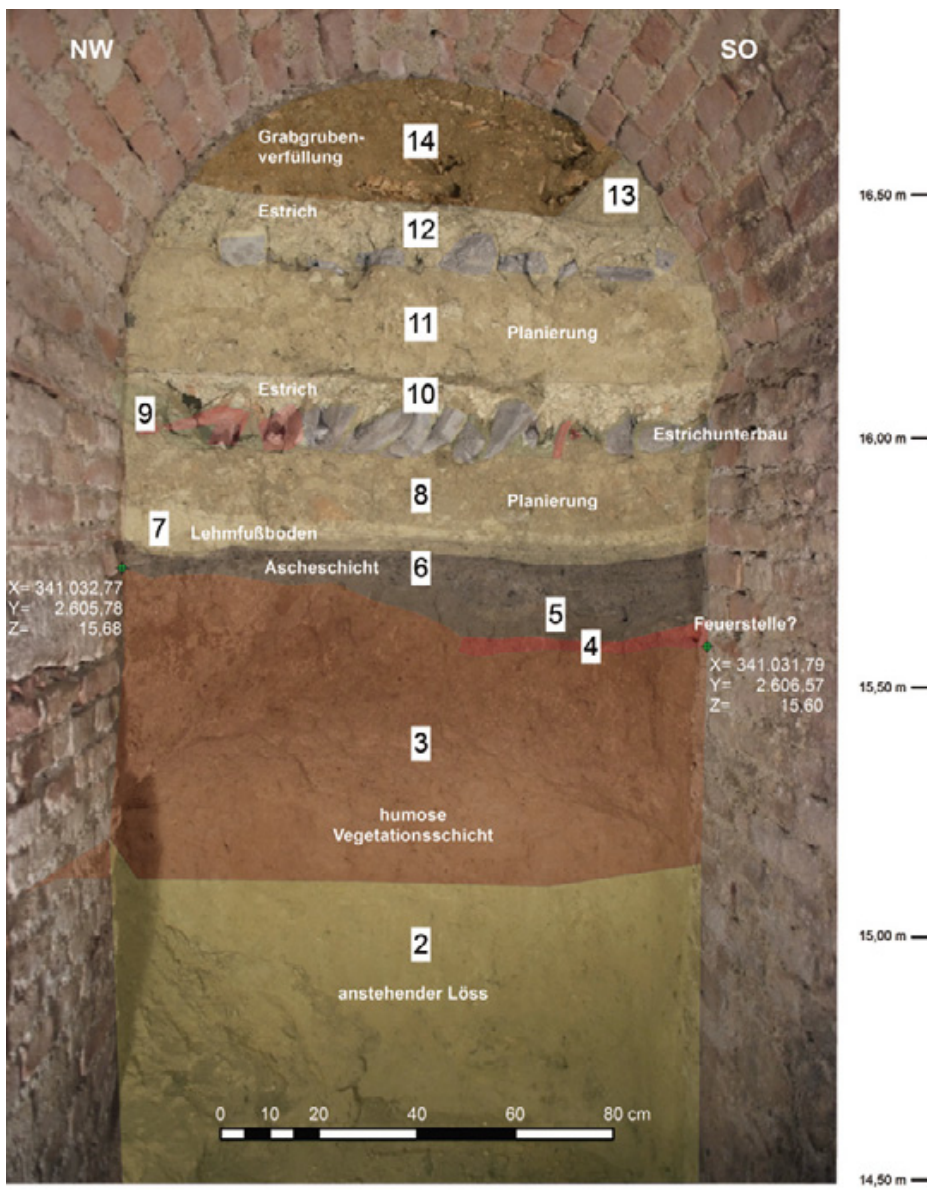 NW
SO
Grabgruben-
verfüllung
14
13
16,50 m
Estrich
12
11
Planierung
Estrich
10
9
Estrichunterbau
16,00 m
8
Planierung
7
Lehmfußboden
Ascheschicht
6
X= 341.032,77
Y= 2.605,78
Z= 15,68
5
Feuerstelle?
4
X= 341.031,79
Y= 2.606,57
Z= 15,60
15,50 m
3
humose
Vegetationsschicht
2
15,00 m
anstehender Löss
0 10 20 40 60 80 cm
14,50 m